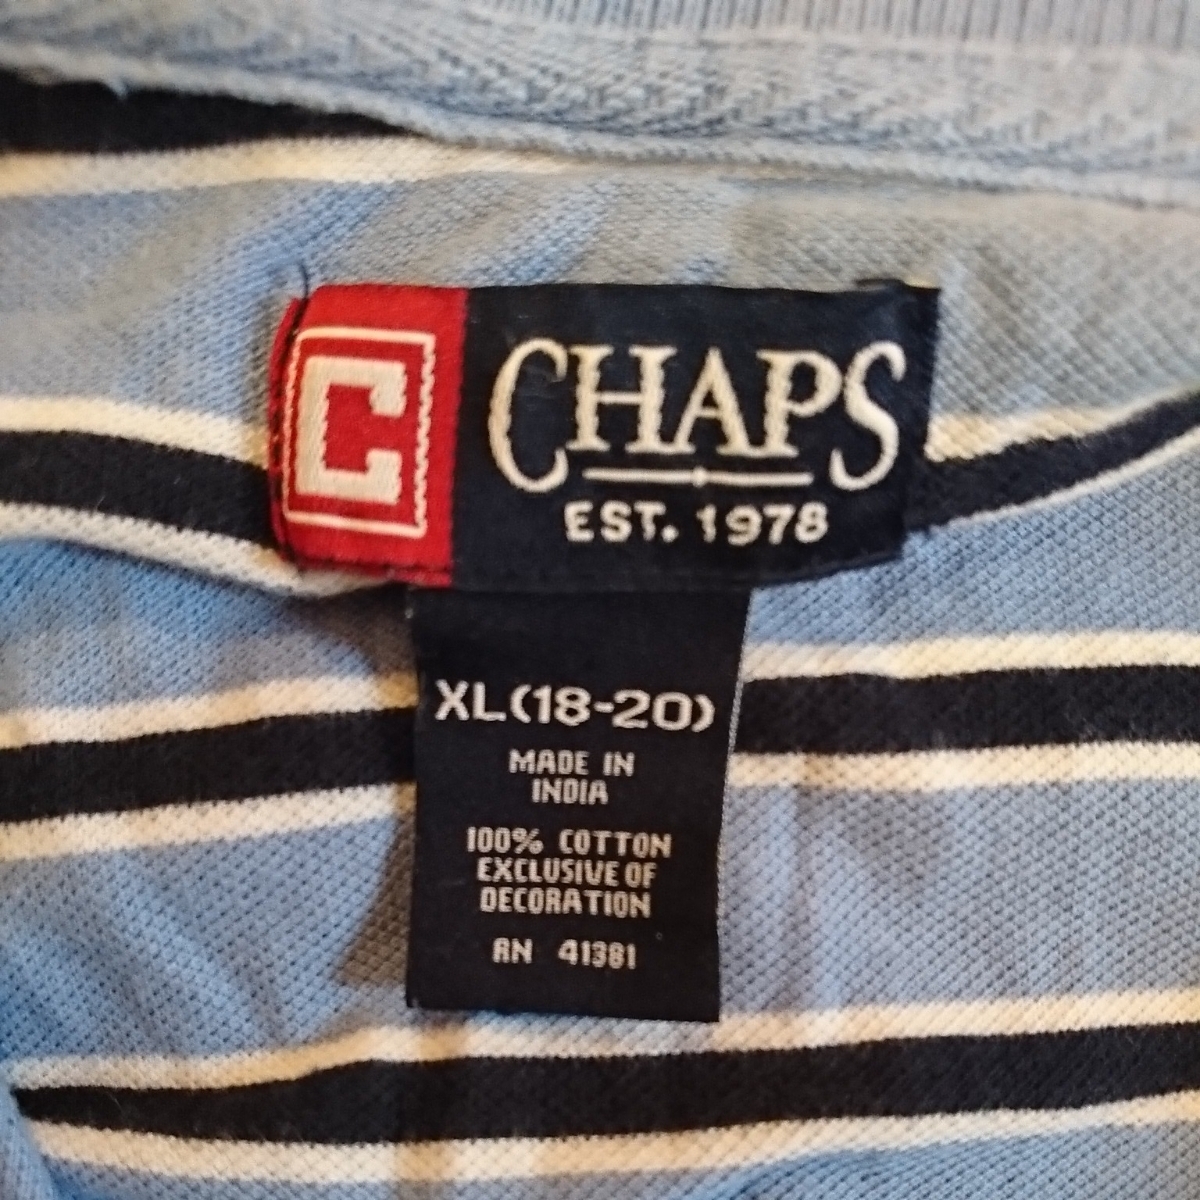 C
CHAPS
EST. 1978
XL(18-20)
MADE IN
INDIA
100% COTTON
EXCLUSIVE OF
DECORATION
RN 41381